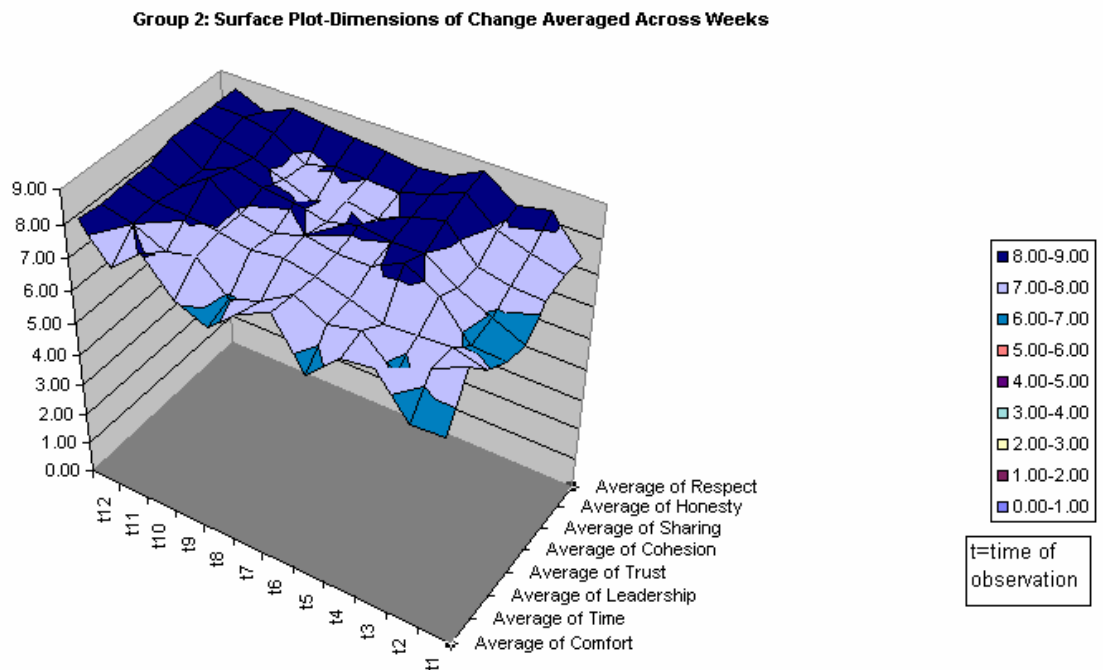 Group 2: Surface Plot-Dimensions of Change Averaged Across Weeks
9.00
8.00
7.00
6.00
5.00
4.00
3.00
2.00
1.00
0.00
t12
t11
t10
t9
t8
t7
t6
t5
t4
t3
t2
t1
Average of Respect
Average of Honesty
Average of Sharing
Average of Cohesion
Average of Trust
Average of Leadership
Average of Time
Average of Comfort
8.00-9.00
7.00-8.00
6.00-7.00
5.00-6.00
4.00-5.00
3.00-4.00
2.00-3.00
1.00-2.00
0.00-1.00
t=time of
observation